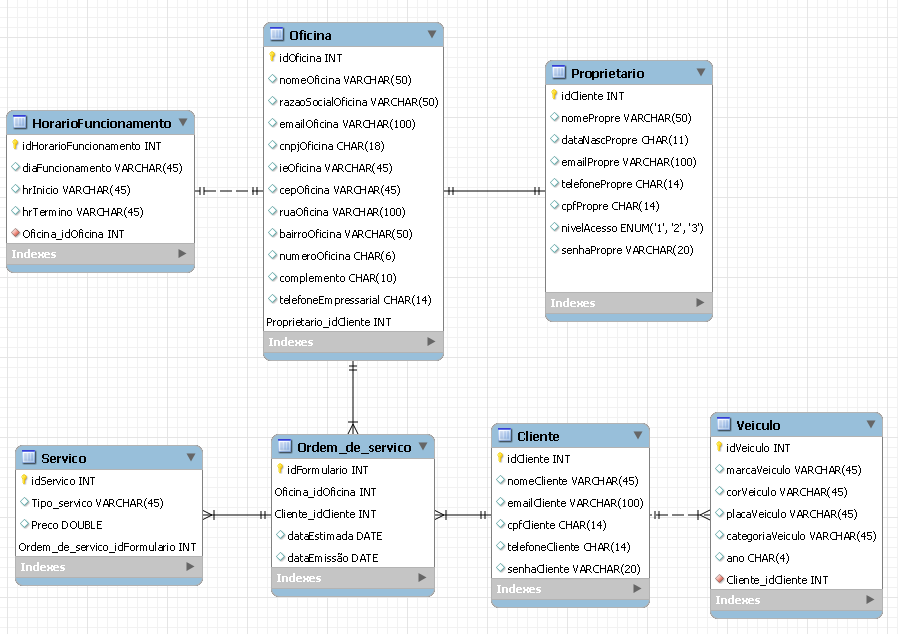 Oficina
idOficina INT
nomeOficina VARCHAR(50)
razaoSocialOficina VARCHAR(50)
emailOficina VARCHAR(100)
cnpjOficina CHAR(18)
ieOficina VARCHAR(45)
cepOficina VARCHAR(45)
ruaOficina VARCHAR(100)
bairroOficina VARCHAR(50)
numeroOficina CHAR(6)
complemento CHAR(10)
telefoneEmpressarial CHAR(14)
Proprietario_idCliente INT
Indexes
Proprietario
idCliente INT
nomePropre VARCHAR(50)
dataNascPropre CHAR(11)
emailPropre VARCHAR(100)
telefonePropre CHAR(14)
cpfPropre CHAR(14)
nivelAcesso ENUM('1', '2', '3')
senhaPropre VARCHAR(20)
Indexes
HorarioFuncionamento
idHorarioFuncionamento INT
diaFuncionamento VARCHAR(45)
hrInicio VARCHAR(45)
hrTermino VARCHAR(45)
Oficina_idOficina INT
Indexes
Servico
idServico INT
Tipo_servico VARCHAR(45)
Preco DOUBLE
Ordem_de_servico_idFormulario INT
Indexes
Ordem_de_servico
idFormulario INT
Oficina_idOficina INT
Cliente_idCliente INT
dataEstimada DATE
dataEmissão DATE
Indexes
Cliente
idCliente INT
nomeCliente VARCHAR(45)
emailCliente VARCHAR(100)
cpfCliente CHAR(14)
telefoneCliente CHAR(14)
senhaCliente VARCHAR(20)
Indexes
Veiculo
idVeiculo INT
marcaVeiculo VARCHAR(45)
corVeiculo VARCHAR(45)
placaVeiculo VARCHAR(45)
categoriaVeiculo VARCHAR(45)
ano CHAR(4)
Cliente_idCliente INT
Indexes